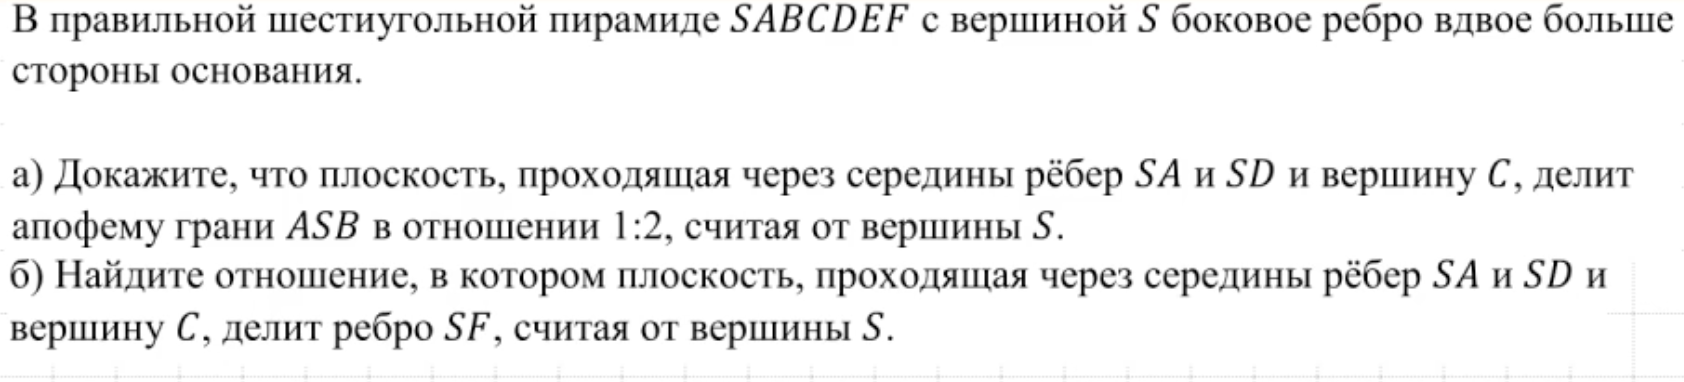 В правильной шестиугольной пирамиде SABCDEF с вершиной S боковое ребро вдвое больше
стороны основания.
а) Докажите, что плоскость, проходящая через середины рёбер SA и SD и вершину C, делит
апофему грани ASB в отношении 1:2, считая от вершины S.
б) Найдите отношение, в котором плоскость, проходящая через середины рёбер SA и SD и
вершину C, делит ребро SF, считая от вершины S.